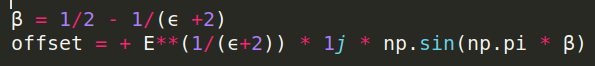 β = 1/2 - 1/(ϵ +2)
offset = + E**(1/(ϵ+2)) * 1j * np.sin(np.pi * β)